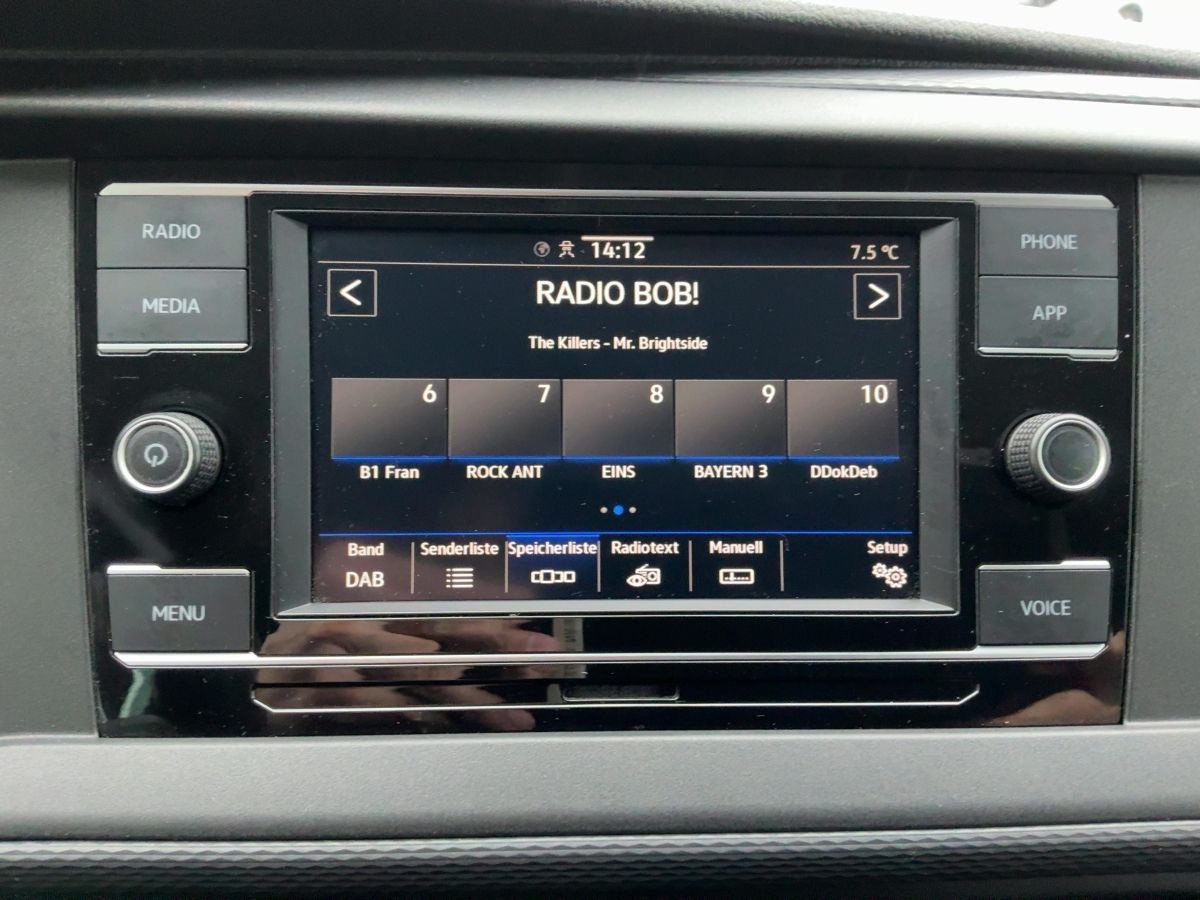 RADIO
MEDIA
MENU
14:12
7.5 °C
<
RADIO BOB!
>
The Killers - Mr. Brightside
6 7 8 9 10
B1 Fran ROCK ANT EINS BAYERN 3 DDokDeb
Band Senderliste Speicherliste Radiotext Manuell Setup
DAB
PHONE
APP
VOICE